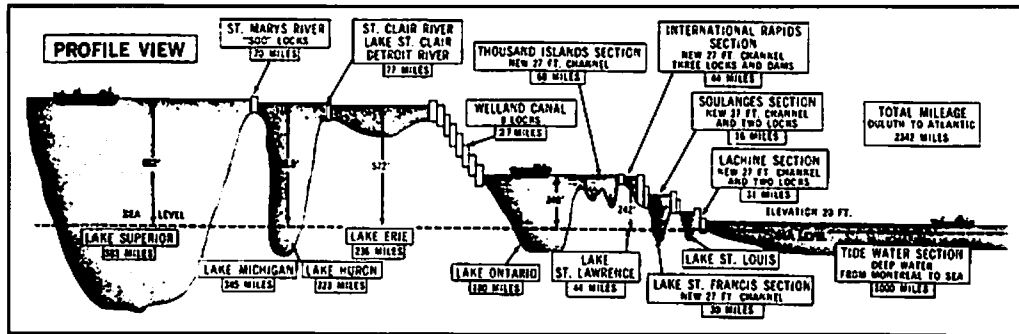 PROFILE VIEW
ST. MARYS RIVER
"SOO" LOCKS
70 MILES
ST. CLAIR RIVER
LAKE ST. CLAIR
DETROIT RIVER
77 MILES
THOUSAND ISLANDS SECTION
NEW 27 FT. CHANNEL
68 MILES
INTERNATIONAL RAPIDS
SECTION
NEW 27 FT. CHANNEL
THREE LOCKS AND DAMS
44 MILES
WELLAND CANAL
8 LOCKS
27 MILES
SOULANGES SECTION
NEW 27 FT. CHANNEL
AND TWO LOCKS
16 MILES
TOTAL MILEAGE
DULUTH TO ATLANTIC
2342 MILES
LACHINE SECTION
NEW 27 FT. CHANNEL
AND TWO LOCKS
31 MILES
572'
242'
SEA LEVEL
ELEVATION 20 FT.
LAKE SUPERIOR
383 MILES
LAKE MICHIGAN
345 MILES
LAKE HURON
223 MILES
LAKE ERIE
236 MILES
LAKE ONTARIO
MILES
LAKE
ST. LAWRENCE
44 MILES
LAKE ST. LOUIS
LAKE ST. FRANCIS SECTION
NEW 27 FT. CHANNEL
MILES
TIDE WATER SECTION
DEEP WATER
FROM MONTREAL TO SEA
1000 MILES